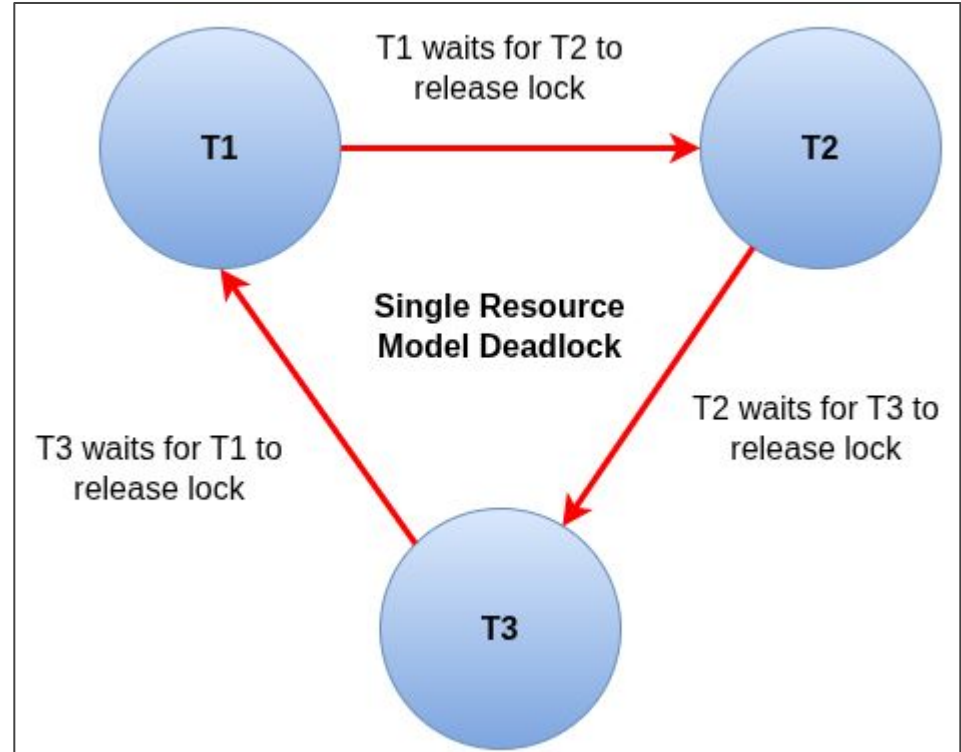 T1 waits for T2 to
release lock
T1
T2
Single Resource
Model Deadlock
T2 waits for T3 to
release lock
T3 waits for T1 to
release lock
T3